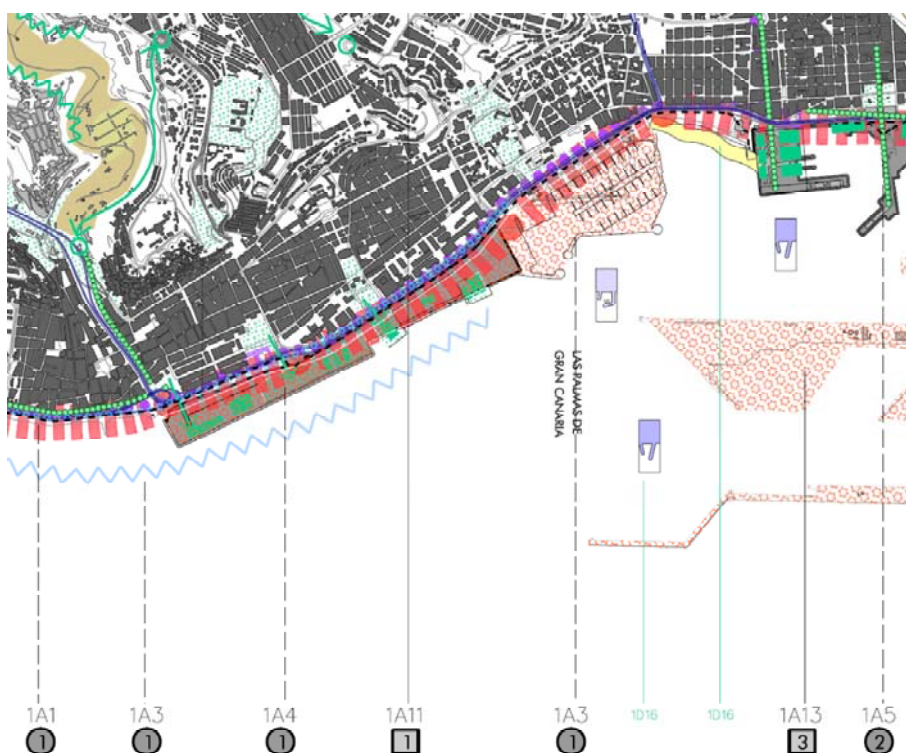 LAS PALMAS DE
GRAN CANARIA
1A1
1A3
1A4
1A11
1A3
1D16
1D16
1A13
1A5
1
1
1
1
1
3
2